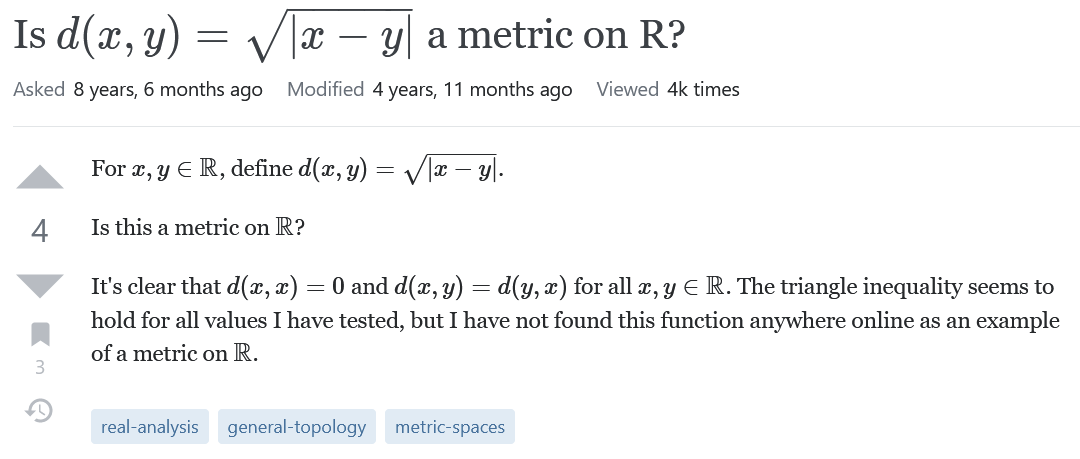 Is d(x, y) = √|x − y| a metric on R?
Asked 8 years, 6 months ago Modified 4 years, 11 months ago Viewed 4k times
For x, y ∈ ℝ, define d(x, y) = √|x − y|.
4
Is this a metric on ℝ?
It's clear that d(x, x) = 0 and d(x, y) = d(y, x) for all x, y ∈ ℝ. The triangle inequality seems to
hold for all values I have tested, but I have not found this function anywhere online as an example
of a metric on ℝ.
3
real-analysis general-topology metric-spaces